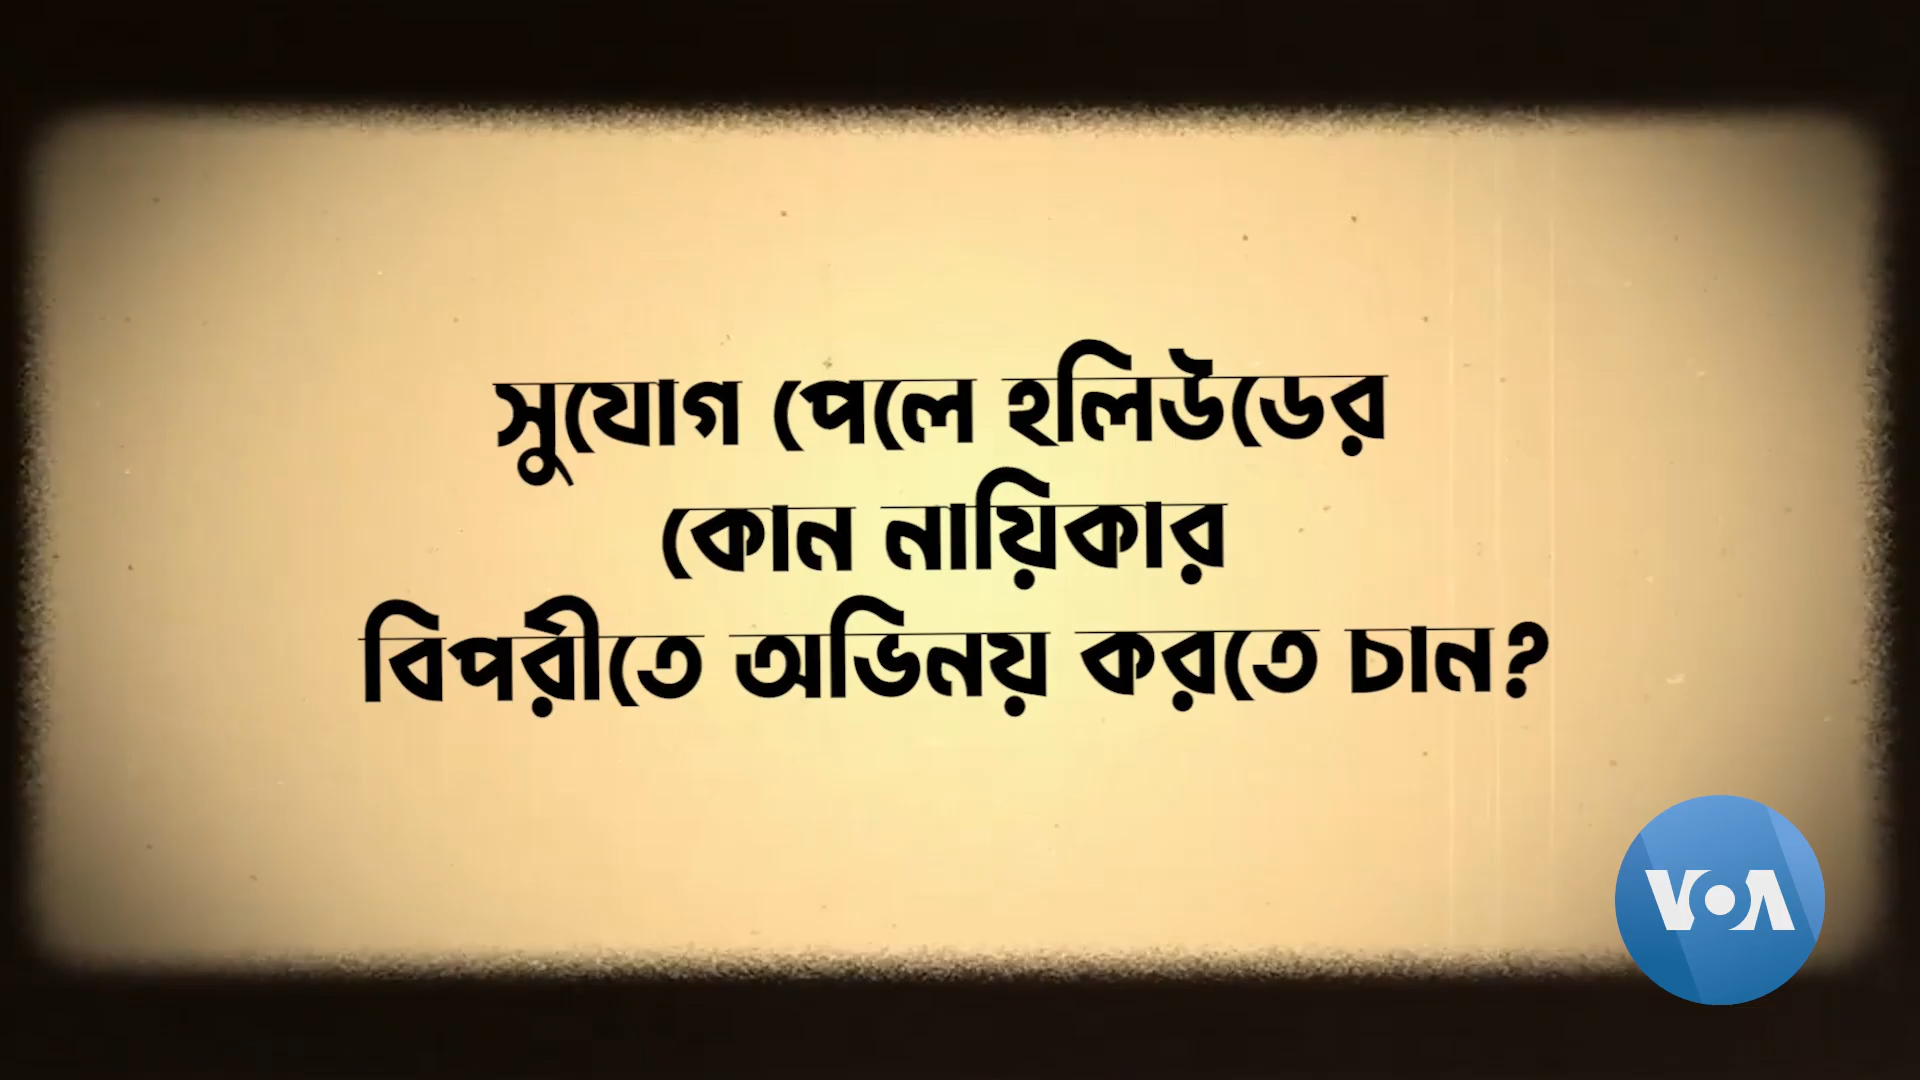 সুযোগ পেলে হলিউডের
কোন নায়িকার
বিপরীতে অভিনয় করতে চান?
VOA